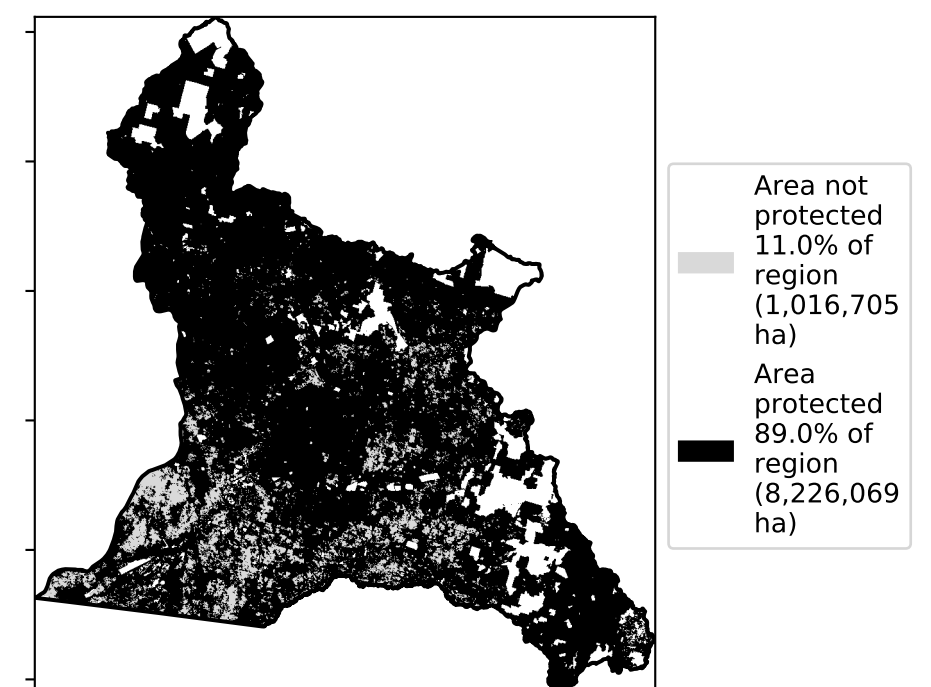 Area not
protected
11.0% of
region
(1,016,705
ha)
Area
protected
89.0% of
region
(8,226,069
ha)